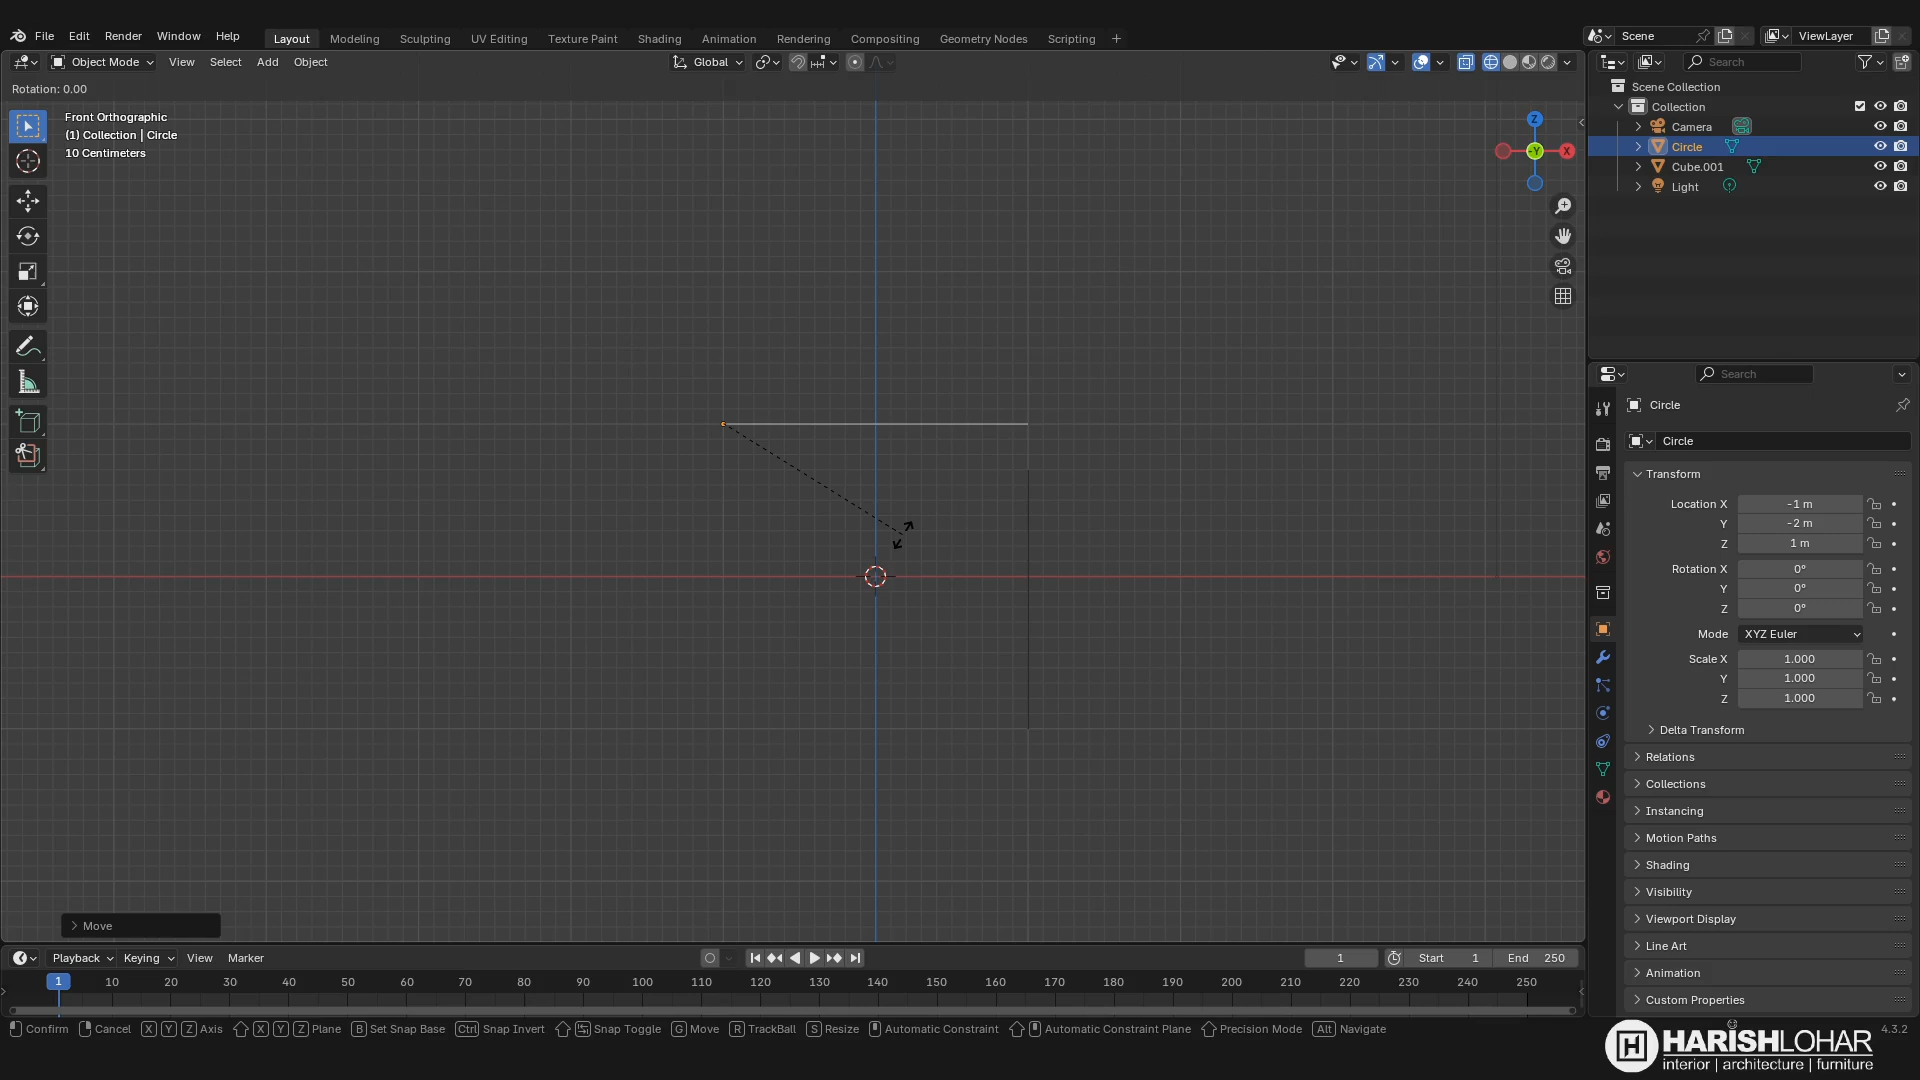 File Edit Render Window Help Layout Modeling Sculpting UV Editing Texture Paint Shading Animation Rendering Compositing Geometry Nodes Scripting + Scene ViewLayer
Object Mode View Select Add Object Global Search
Rotation: 0.00
Front Orthographic
(1) Collection | Circle
10 Centimeters
Z
-Y
X
Scene Collection
Collection
Camera
Circle
Cube.001
Light
Search
Circle
Circle
Transform
Location X -1 m
Y -2 m
Z 1 m
Rotation X 0°
Y 0°
Z 0°
Mode XYZ Euler
Scale X 1.000
Y 1.000
Z 1.000
Delta Transform
Relations
Collections
Instancing
Motion Paths
Shading
Visibility
Viewport Display
Line Art
Animation
Custom Properties
Move
Playback Keying View Marker 1 Start 1 End 250
1 10 20 30 40 50 60 70 80 90 100 110 120 130 140 150 160 170 180 190 200 210 220 230 240 250
Confirm Cancel X Y Z Axis X Y Z Plane B Set Snap Base Ctrl Snap Invert Snap Toggle G Move R TrackBall S Resize Automatic Constraint Automatic Constraint Plane Precision Mode Alt Navigate 4.3.2
HARISHLOHAR
interior | architecture | furniture